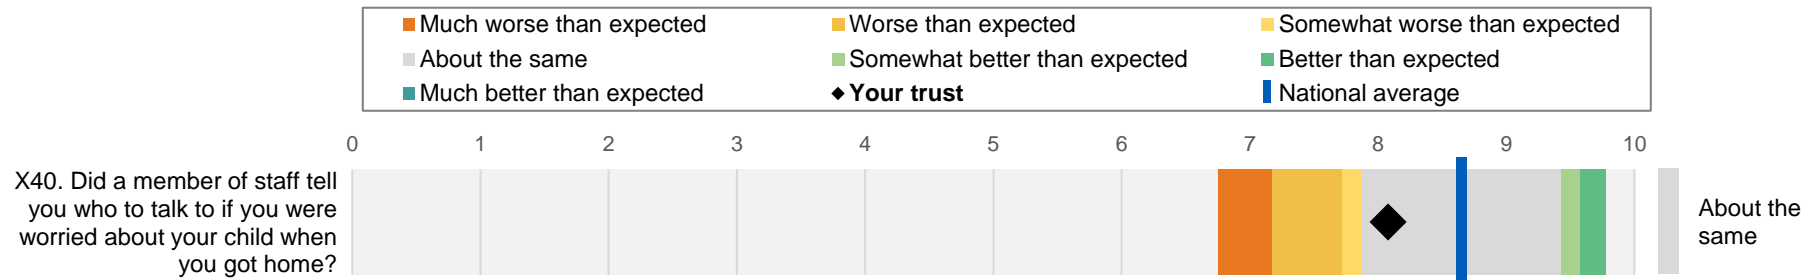 Much worse than expected
Worse than expected
Somewhat worse than expected
About the same
Somewhat better than expected
Better than expected
Much better than expected
Your trust
National average
0 1 2 3 4 5 6 7 8 9 10
X40. Did a member of staff tell
you who to talk to if you were
worried about your child when
you got home?
About the
same